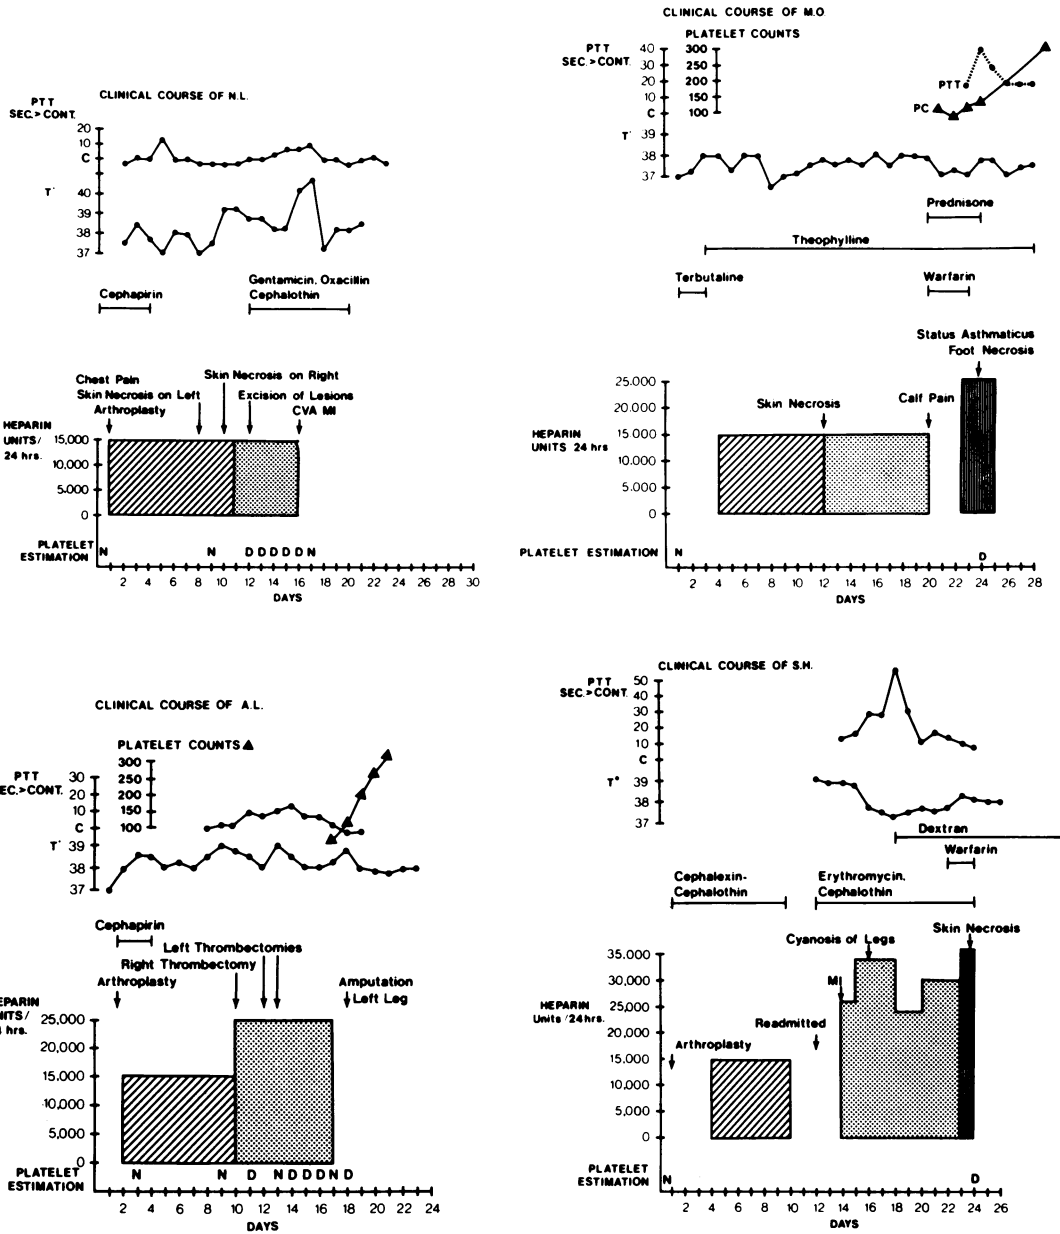 CLINICAL COURSE OF N.L.
PTT
SEC.>CONT.
20
10
C
T°
40
39
38
37
Gentamicin, Oxacillin
Cephapirin Cephalothin
Skin Necrosis on Right
Chest Pain
Skin Necrosis on Left Excision of Lesions
Arthroplasty CVA MI
HEPARIN
UNITS/
24 hrs.
15,000
10,000
5,000
0
PLATELET
ESTIMATION
N N D D D D D N
2 4 6 8 10 12 14 16 18 20 22 24 26 28 30
DAYS
CLINICAL COURSE OF M.O.
PTT
SEC.>CONT.
PLATELET COUNTS
40 300
30 250
20 200
10 150
C 100
PTT
PC
T°
39
38
37
Prednisone
Theophylline
Terbutaline Warfarin
Status Asthmaticus
Foot Necrosis
Skin Necrosis Calf Pain
HEPARIN
UNITS 24 hrs
25,000
20,000
15,000
10,000
5,000
0
PLATELET ESTIMATION N D
2 4 6 8 10 12 14 16 18 20 22 24 26 28
DAYS
CLINICAL COURSE OF A.L.
PLATELET COUNTS
PTT
SEC.>CONT.
300
30 250
20 200
10 150
C 100
T°
39
38
37
Cephapirin
Left Thrombectomies
Right Thrombectomy
Arthroplasty Amputation
Left Leg
HEPARIN
UNITS/
hrs.
25,000
20,000
15,000
10,000
5,000
0
PLATELET
ESTIMATION
N N D N D D D N D
2 4 6 8 10 12 14 16 18 20 22 24
DAYS
CLINICAL COURSE OF S.H.
PTT
SEC.>CONT.
50
40
30
20
10
C
T°
39
38
37
Dextran
Warfarin
Cephalexin- Erythromycin,
Cephalothin Cephalothin
Skin Necrosis
Cyanosis of Legs
MI
Readmitted
Arthroplasty
HEPARIN
Units /24hrs.
35,000
30,000
25,000
20,000
15,000
10,000
5,000
0
PLATELET
ESTIMATION
N D
2 4 6 8 10 12 14 16 18 20 22 24 26
DAYS